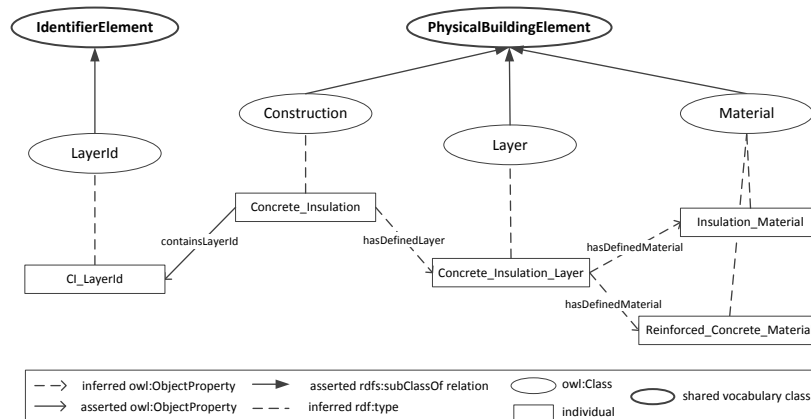 IdentifierElement
PhysicalBuildingElement
Construction
Material
LayerId
Layer
Concrete_Insulation
Insulation_Material
containsLayerId
hasDefinedLayer
hasDefinedMaterial
CI_LayerId
Concrete_Insulation_Layer
hasDefinedMaterial
Reinforced_Concrete_Material
inferred owl:ObjectProperty
asserted rdfs:subClassOf relation
owl:Class
shared vocabulary class
asserted owl:ObjectProperty
inferred rdf:type
individual